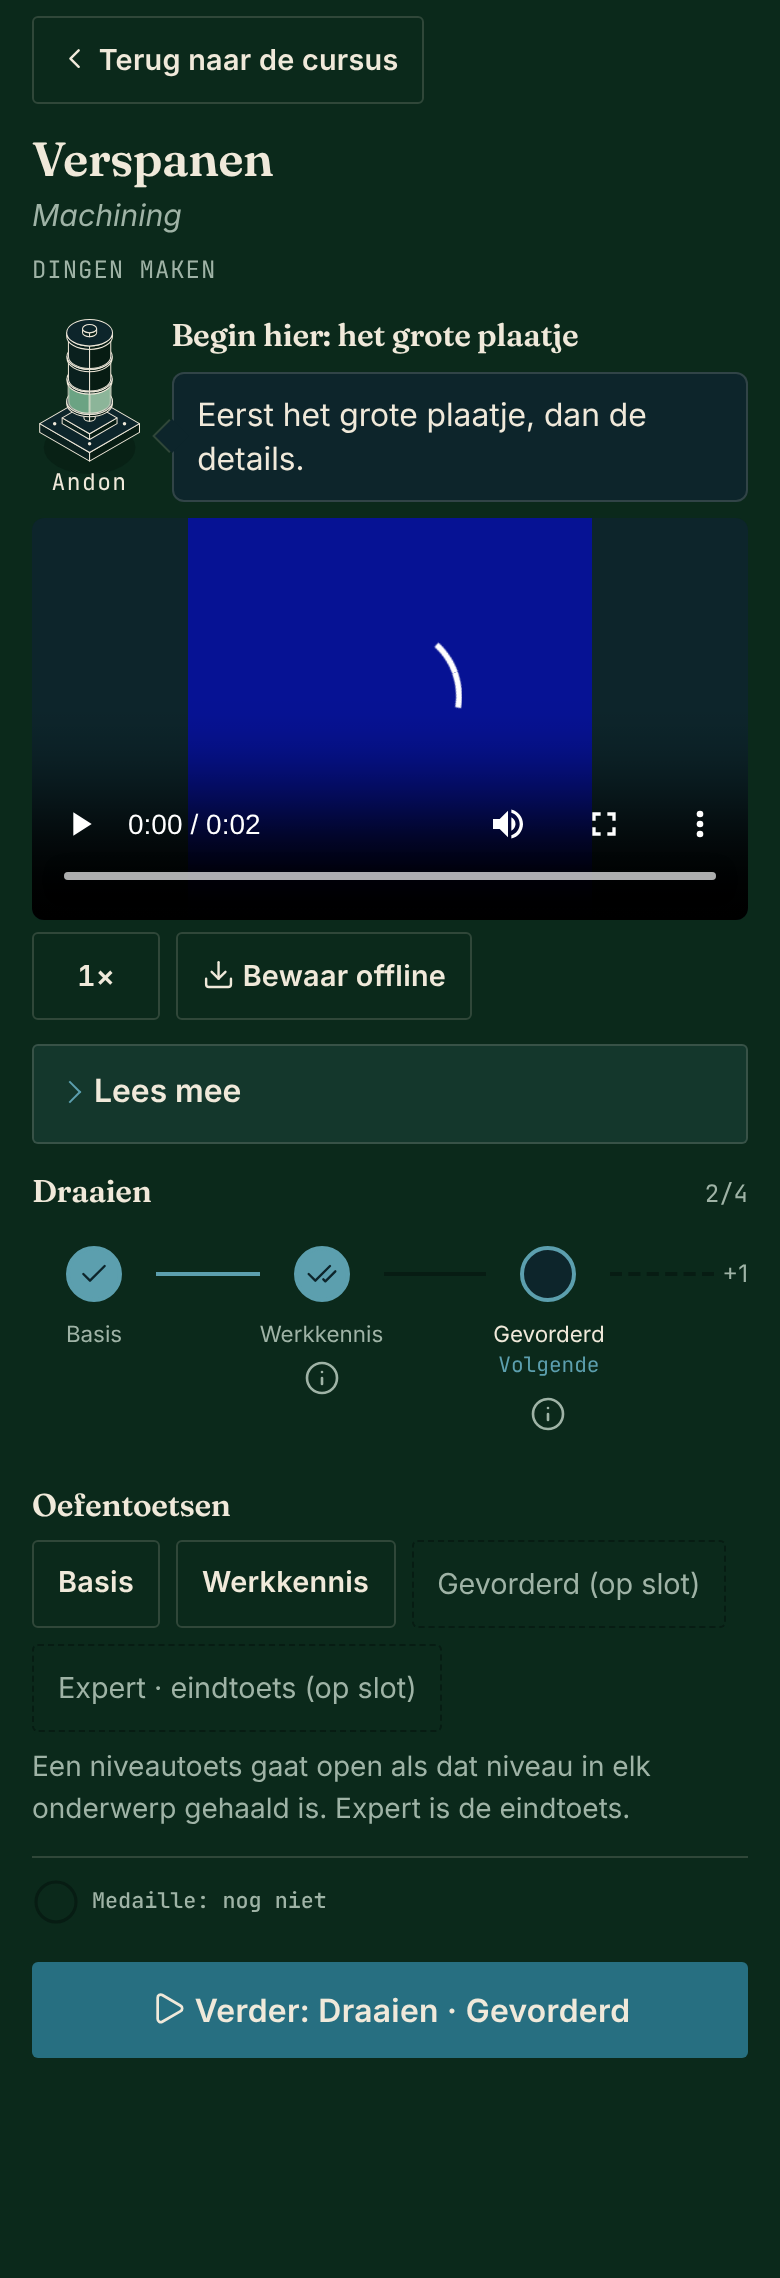 Terug naar de cursus
Verspanen
Machining
DINGEN MAKEN
Begin hier: het grote plaatje
Eerst het grote plaatje, dan de
details.
Andon
0:00 / 0:02
1×
Bewaar offline
Lees mee
Draaien
2/4
+1
Basis
Werkkennis
Gevorderd
Volgende
Oefentoetsen
Basis
Werkkennis
Gevorderd (op slot)
Expert · eindtoets (op slot)
Een niveautoets gaat open als dat niveau in elk
onderwerp gehaald is. Expert is de eindtoets.
Medaille: nog niet
Verder: Draaien · Gevorderd